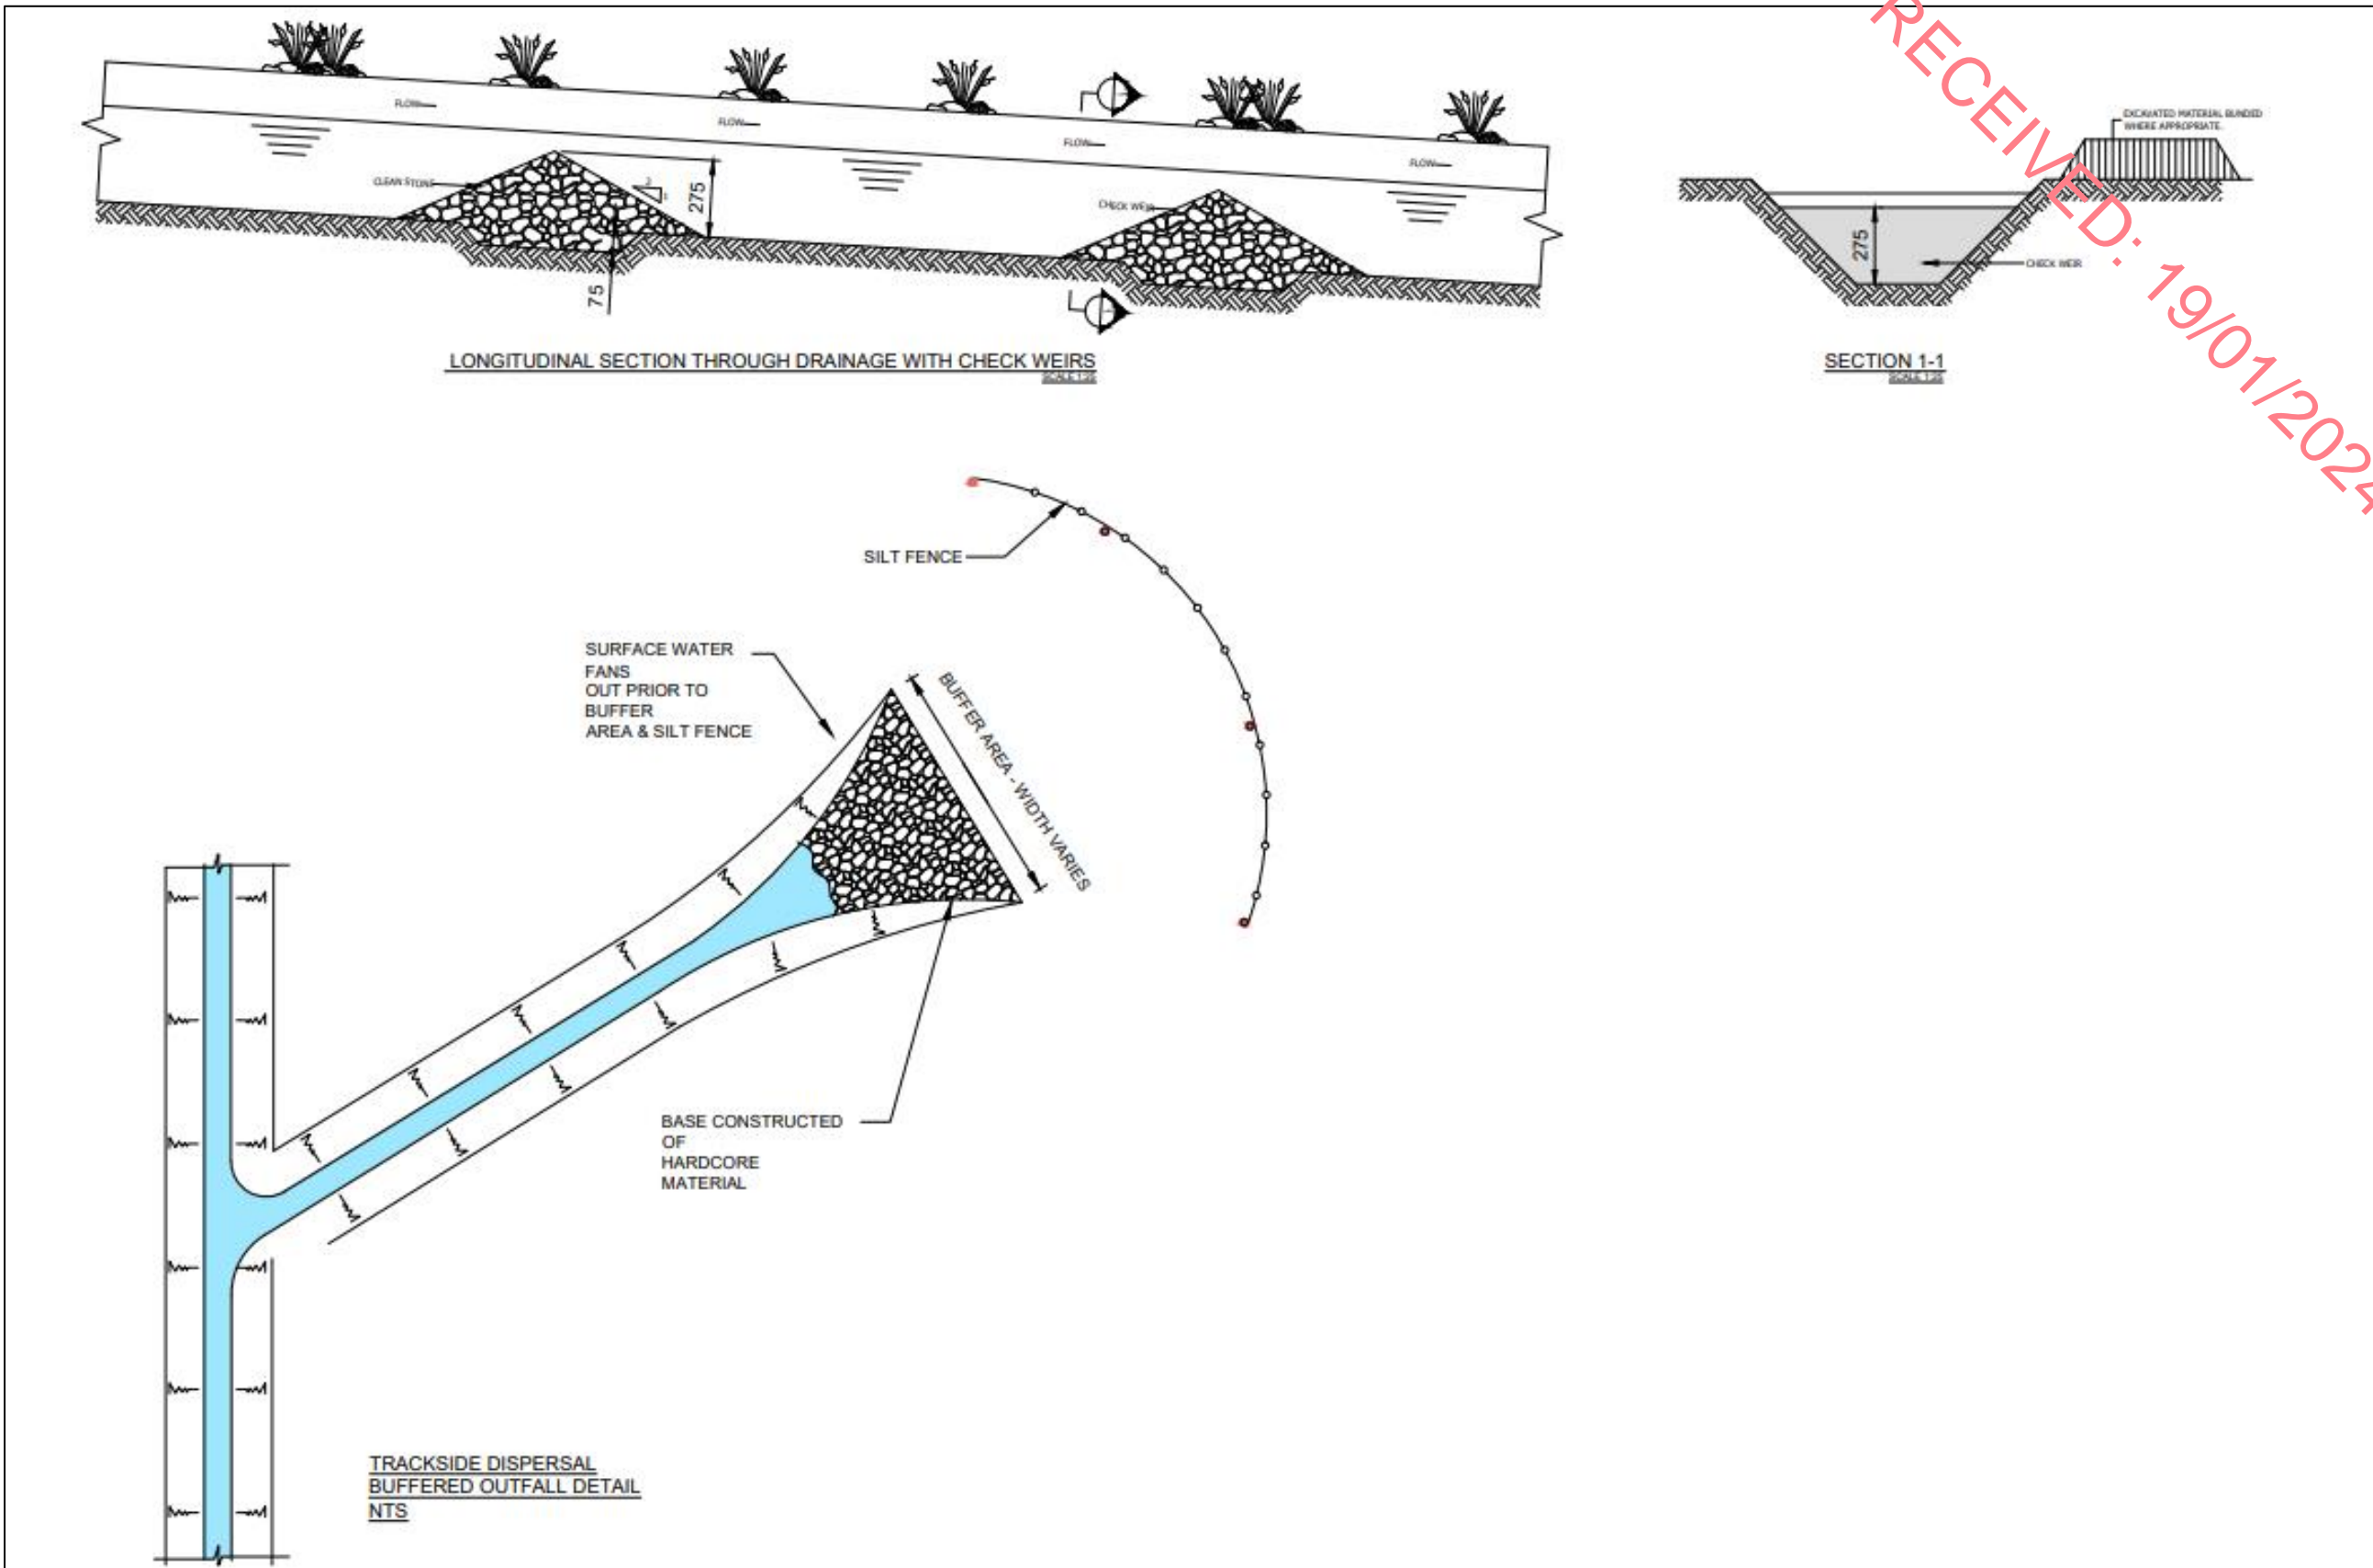 RECEIVED: 19/01/2024
FLOW
FLOW
FLOW
FLOW
CLEAN STONE
2
1
275
75
CHECK WEIR
LONGITUDINAL SECTION THROUGH DRAINAGE WITH CHECK WEIRS
EXCAVATED MATERIAL BUNDED
WHERE APPROPRIATE.
275
CHECK WEIR
SECTION 1-1
SILT FENCE
SURFACE WATER
FANS
OUT PRIOR TO
BUFFER
AREA & SILT FENCE
BUFFER AREA - WIDTH VARIES
BASE CONSTRUCTED
OF
HARDCORE
MATERIAL
TRACKSIDE DISPERSAL
BUFFERED OUTFALL DETAIL
NTS